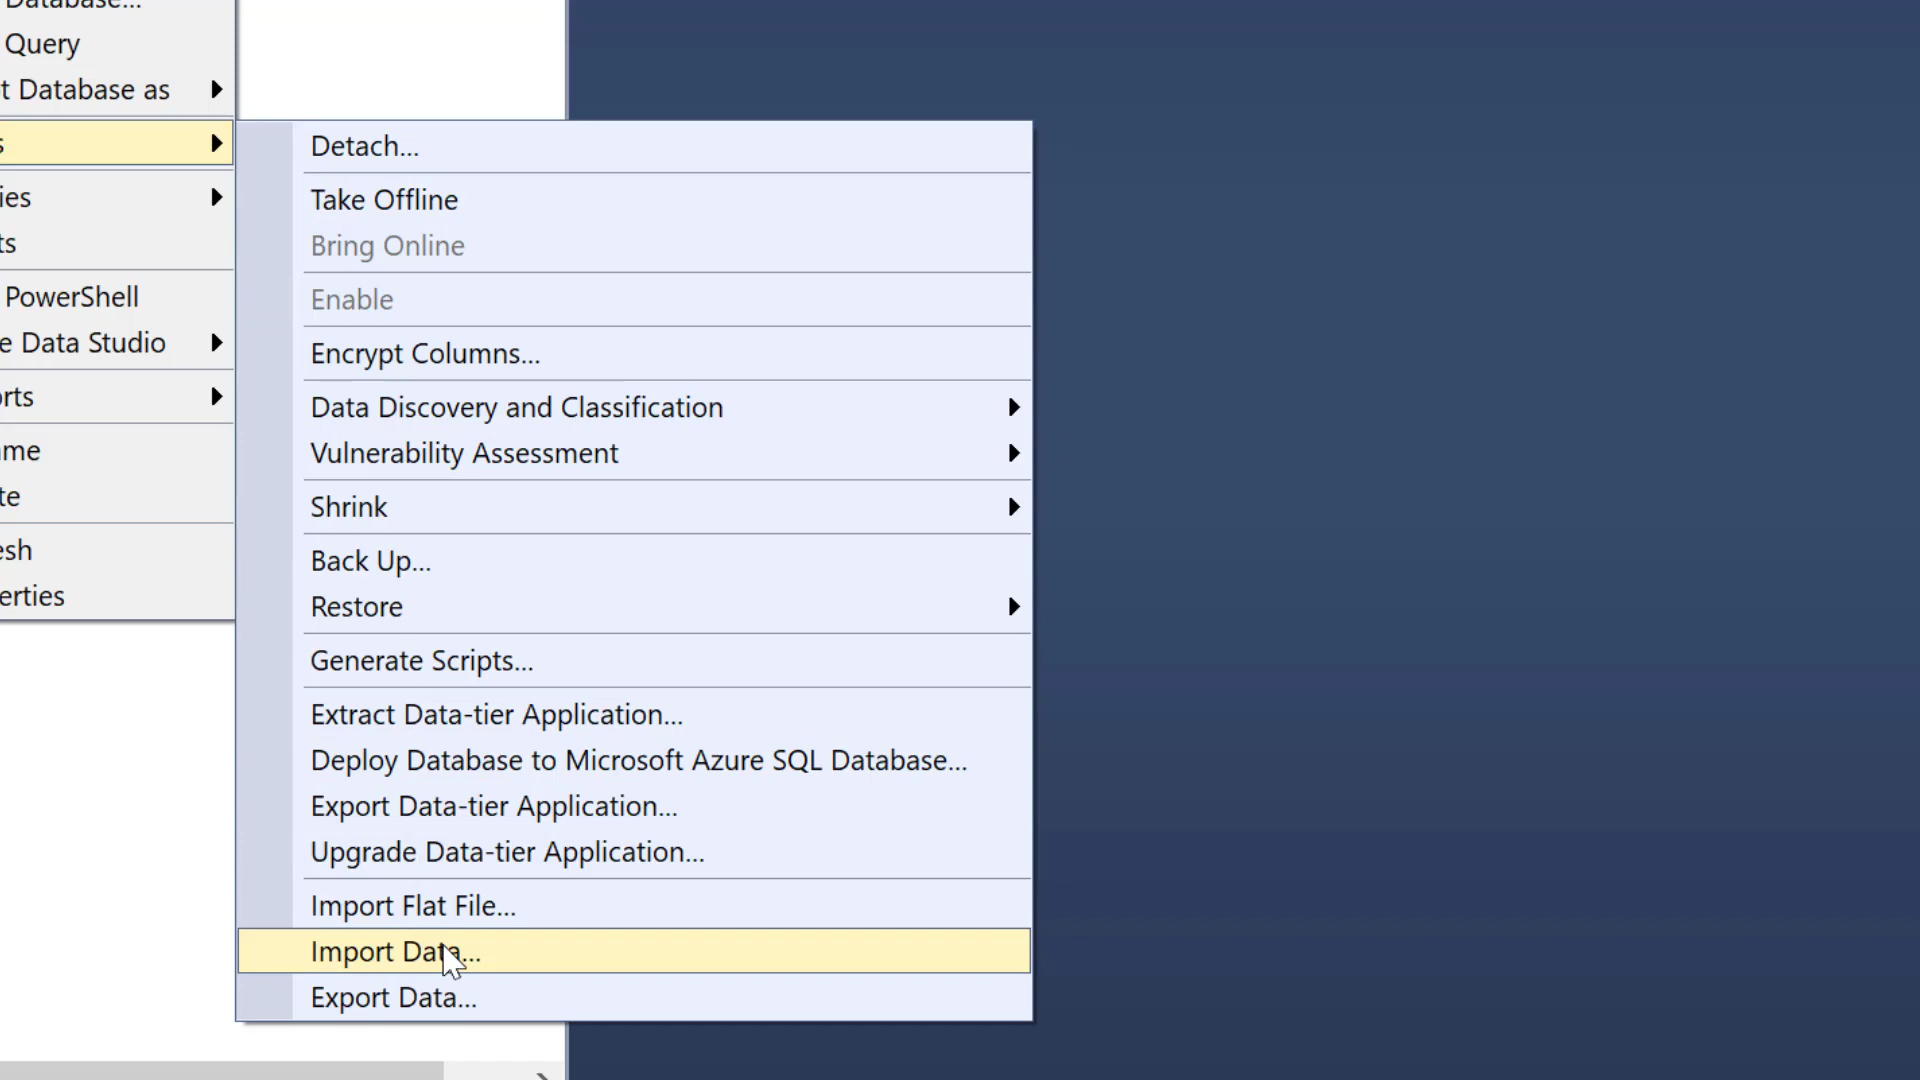 Database...
Query
t Database as
s
ies
ts
PowerShell
e Data Studio
orts
ame
te
esh
erties
Detach...
Take Offline
Bring Online
Enable
Encrypt Columns...
Data Discovery and Classification
Vulnerability Assessment
Shrink
Back Up...
Restore
Generate Scripts...
Extract Data-tier Application...
Deploy Database to Microsoft Azure SQL Database...
Export Data-tier Application...
Upgrade Data-tier Application...
Import Flat File...
Import Data...
Export Data...